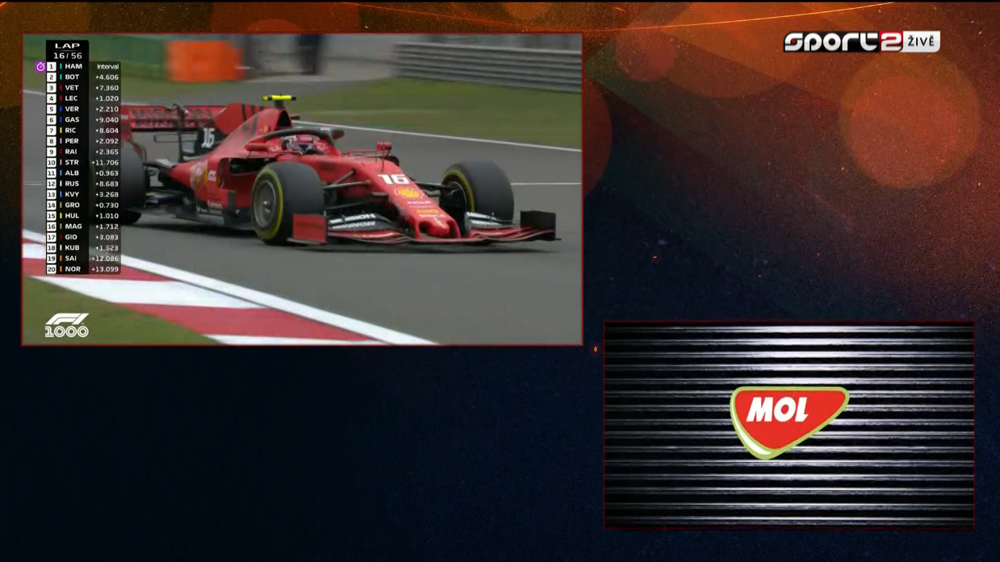 LAP
16/56
1 HAM Interval
2 BOT +4.606
3 VET +7.360
4 LEC +1.020
5 VER +2.210
6 GAS +9.040
7 RIC +8.604
8 PER +2.092
9 RAI +2.365
10 STR +11.706
11 ALB +0.963
12 RUS +8.683
13 KVY +3.268
14 GRO +0.730
15 HUL +1.010
16 MAG +1.712
17 GIO +3.083
18 KUB +1.523
19 SAI +12.086
20 NOR +13.099
F1
1000
16
16
sport2 ŽIVĚ
MOL